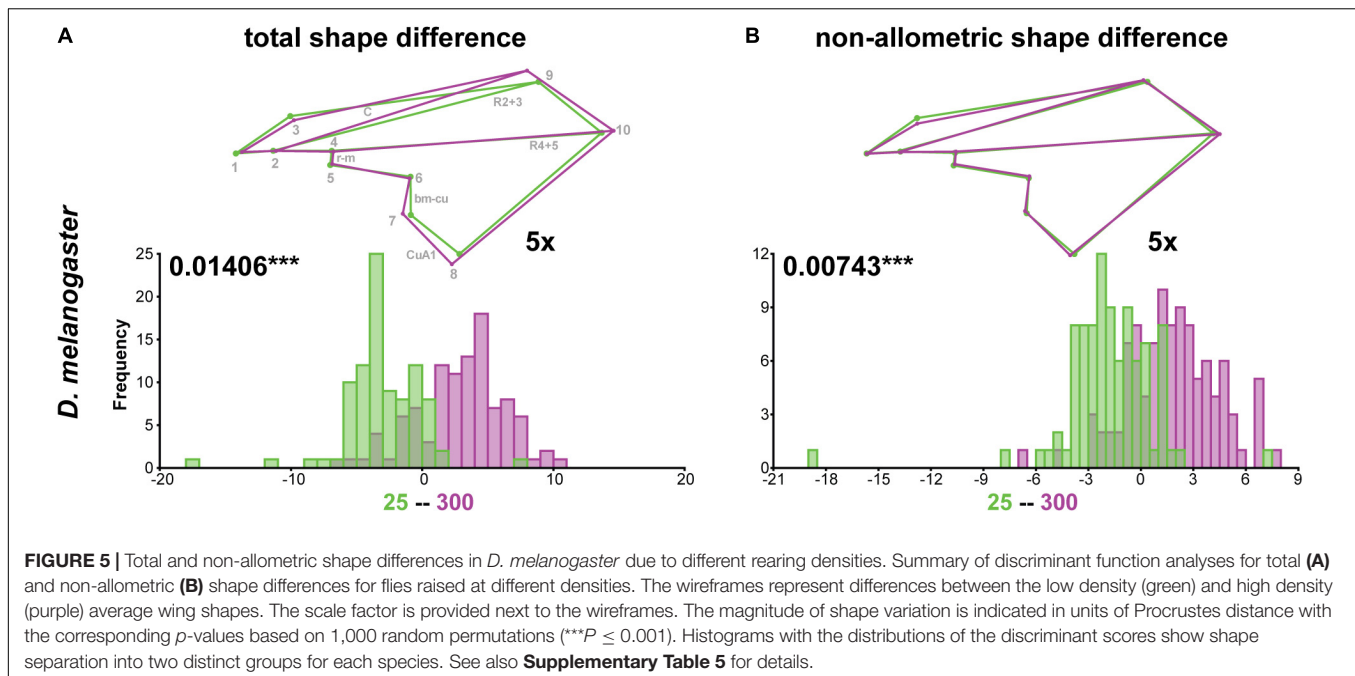 A
total shape difference
B
non-allometric shape difference
C
R2+3
9
3
4
R4+5
10
1
2
r-m
5
6
bm-cu
7
5x
CuA1
8
5x
D. melanogaster
0.01406***
Frequency
25
20
15
10
5
0
-20
-10
0
10
20
25 -- 300
0.00743***
12
9
6
3
0
-21
-18
-15
-12
-9
-6
-3
0
3
6
9
25 -- 300
FIGURE 5 | Total and non-allometric shape differences in D. melanogaster due to different rearing densities. Summary of discriminant function analyses for total (A)
and non-allometric (B) shape differences for flies raised at different densities. The wireframes represent differences between the low density (green) and high density
(purple) average wing shapes. The scale factor is provided next to the wireframes. The magnitude of shape variation is indicated in units of Procrustes distance with
the corresponding p-values based on 1,000 random permutations (***P ≤ 0.001). Histograms with the distributions of the discriminant scores show shape
separation into two distinct groups for each species. See also Supplementary Table 5 for details.